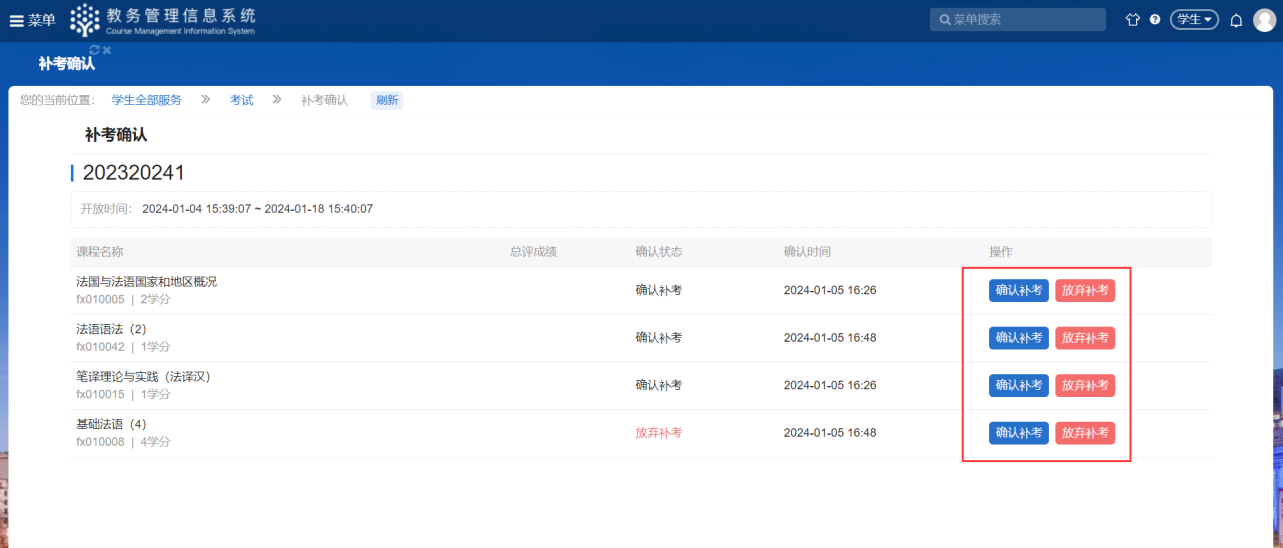 菜单
教务管理信息系统
Course Management Information System
菜单搜索
学生
补考确认
您的当前位置： 学生全部服务 考试 补考确认 刷新
补考确认
202320241
开放时间： 2024-01-04 15:39:07 ~ 2024-01-18 15:40:07
课程名称 总评成绩 确认状态 确认时间 操作
法国与法语国家和地区概况
fx010005 | 2学分
确认补考 2024-01-05 16:26 确认补考 放弃补考
法语语法（2）
fx010042 | 1学分
确认补考 2024-01-05 16:48 确认补考 放弃补考
笔译理论与实践（法译汉）
fx010015 | 1学分
确认补考 2024-01-05 16:26 确认补考 放弃补考
基础法语（4）
fx010008 | 4学分
放弃补考 2024-01-05 16:48 确认补考 放弃补考